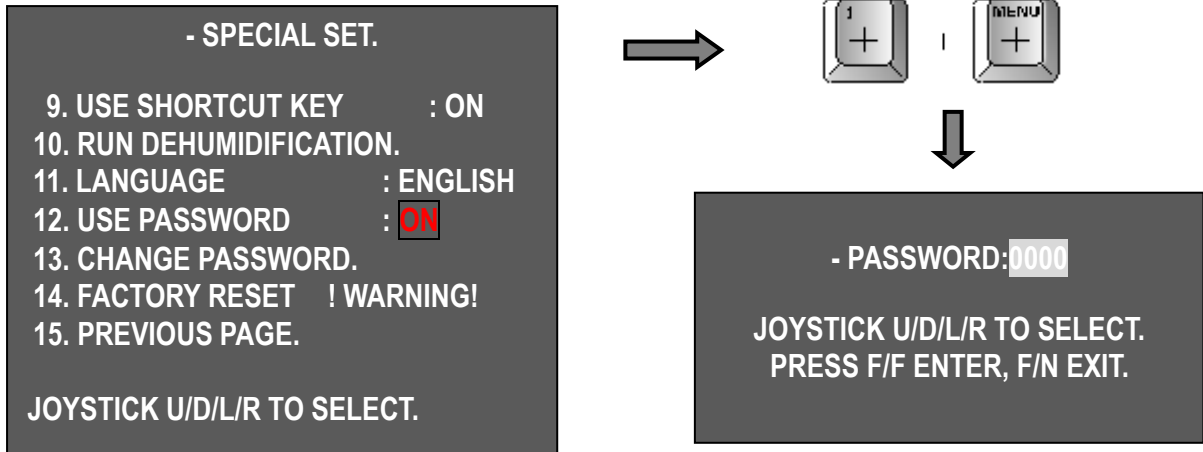 - SPECIAL SET.
9. USE SHORTCUT KEY : ON
10. RUN DEHUMIDIFICATION.
11. LANGUAGE : ENGLISH
12. USE PASSWORD : ON
13. CHANGE PASSWORD.
14. FACTORY RESET ! WARNING!
15. PREVIOUS PAGE.
JOYSTICK U/D/L/R TO SELECT.
1 + , MENU +
- PASSWORD:0000
JOYSTICK U/D/L/R TO SELECT.
PRESS F/F ENTER, F/N EXIT.